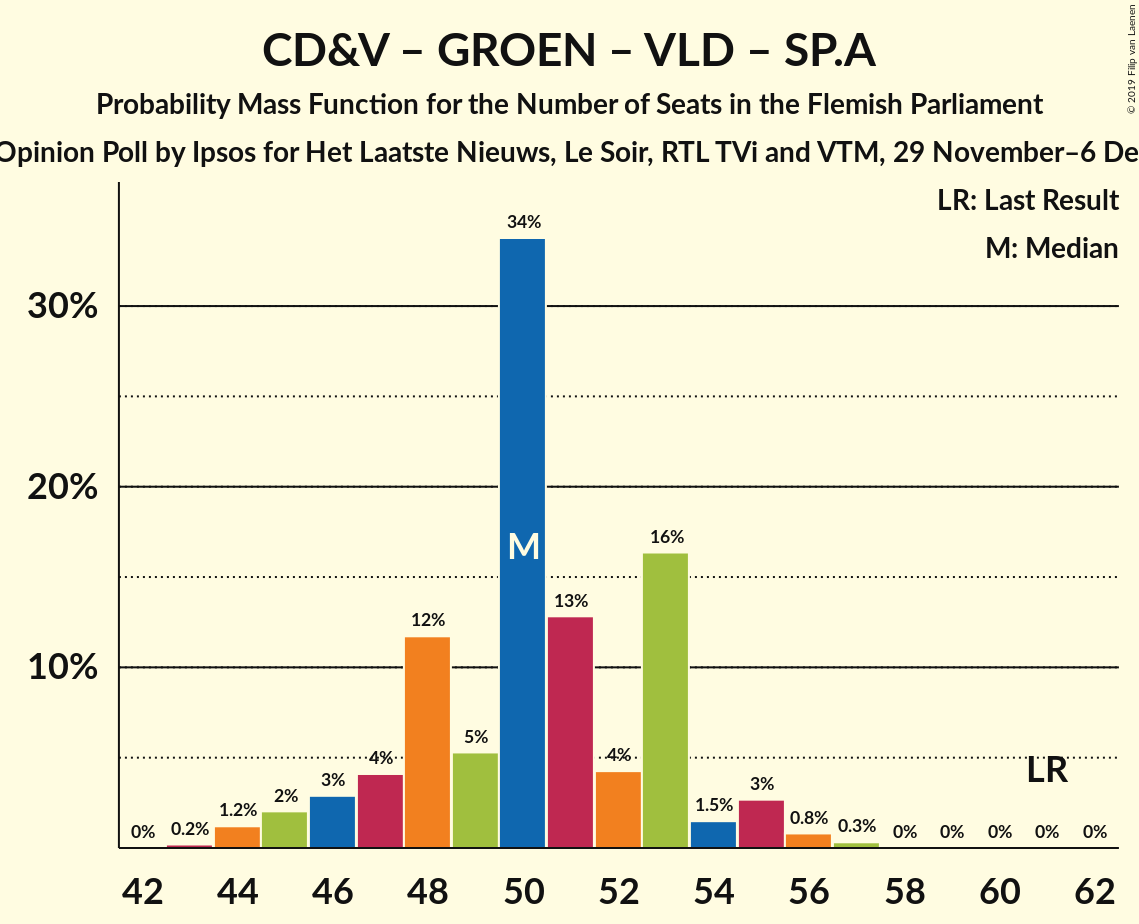 CD&V – GROEN – VLD – SP.A
Probability Mass Function for the Number of Seats in the Flemish Parliament
Opinion Poll by Ipsos for Het Laatste Nieuws, Le Soir, RTL TVi and VTM, 29 November–6 De
© 2019 Filip van Laenen
LR: Last Result
M: Median
34%
30%
20%
16%
M
13%
12%
10%
5%
4%
4%
LR
3%
3%
2%
1.2%
1.5%
0.8%
0.3%
0.2%
0%
0%
0%
0%
0%
0%
42 44 46 48 50 52 54 56 58 60 62